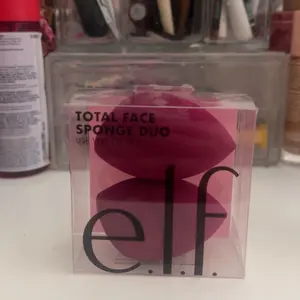 TOTAL FACE
SPONGE DUO
e.l.f.